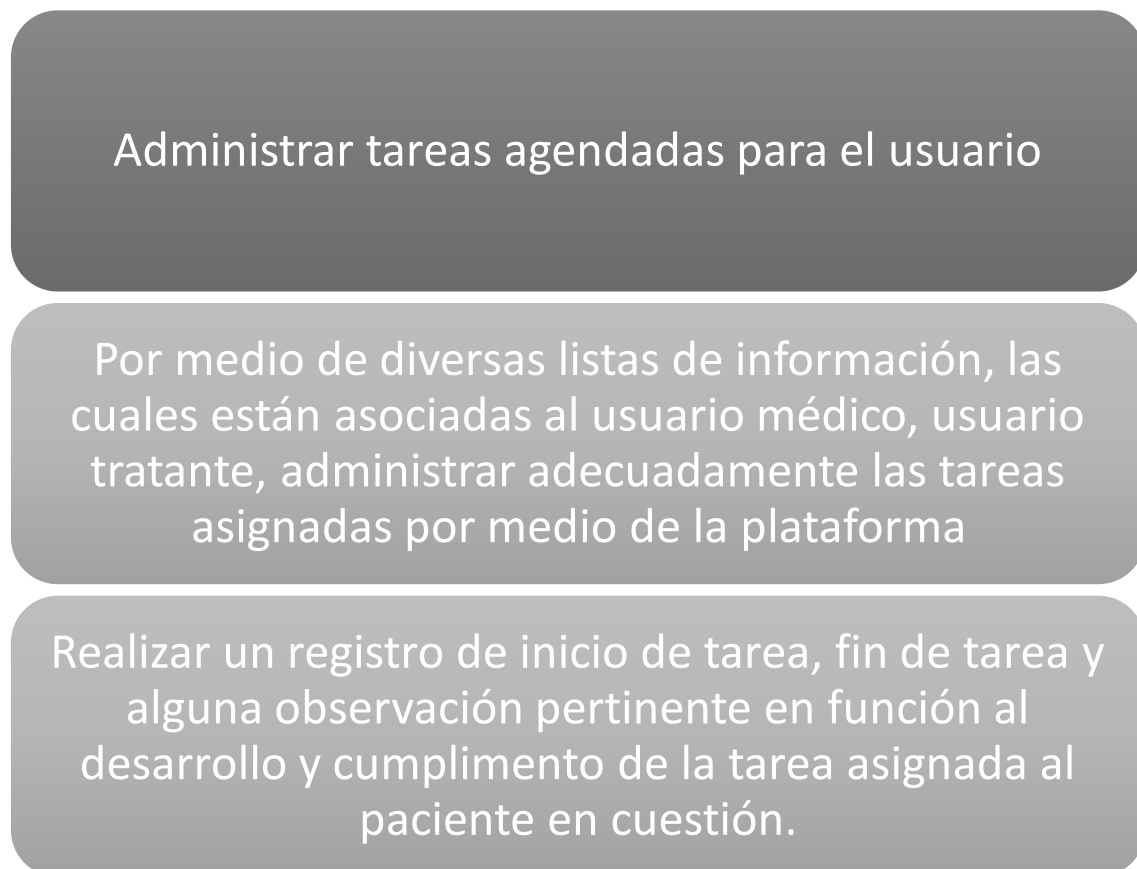 Administrar tareas agendadas para el usuario
Por medio de diversas listas de información, las
cuales están asociadas al usuario médico, usuario
tratante, administrar adecuadamente las tareas
asignadas por medio de la plataforma
Realizar un registro de inicio de tarea, fin de tarea y
alguna observación pertinente en función al
desarrollo y cumplimento de la tarea asignada al
paciente en cuestión.